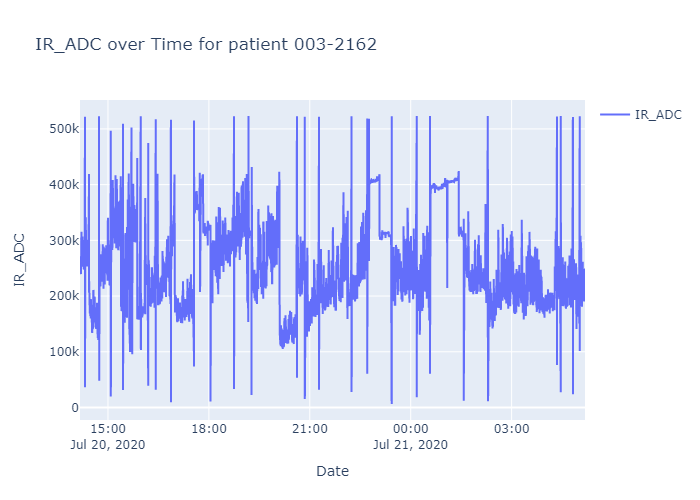 IR_ADC over Time for patient 003-2162
IR_ADC
500k
400k
300k
200k
100k
0
IR_ADC
15:00
18:00
21:00
00:00
03:00
Jul 20, 2020
Jul 21, 2020
Date